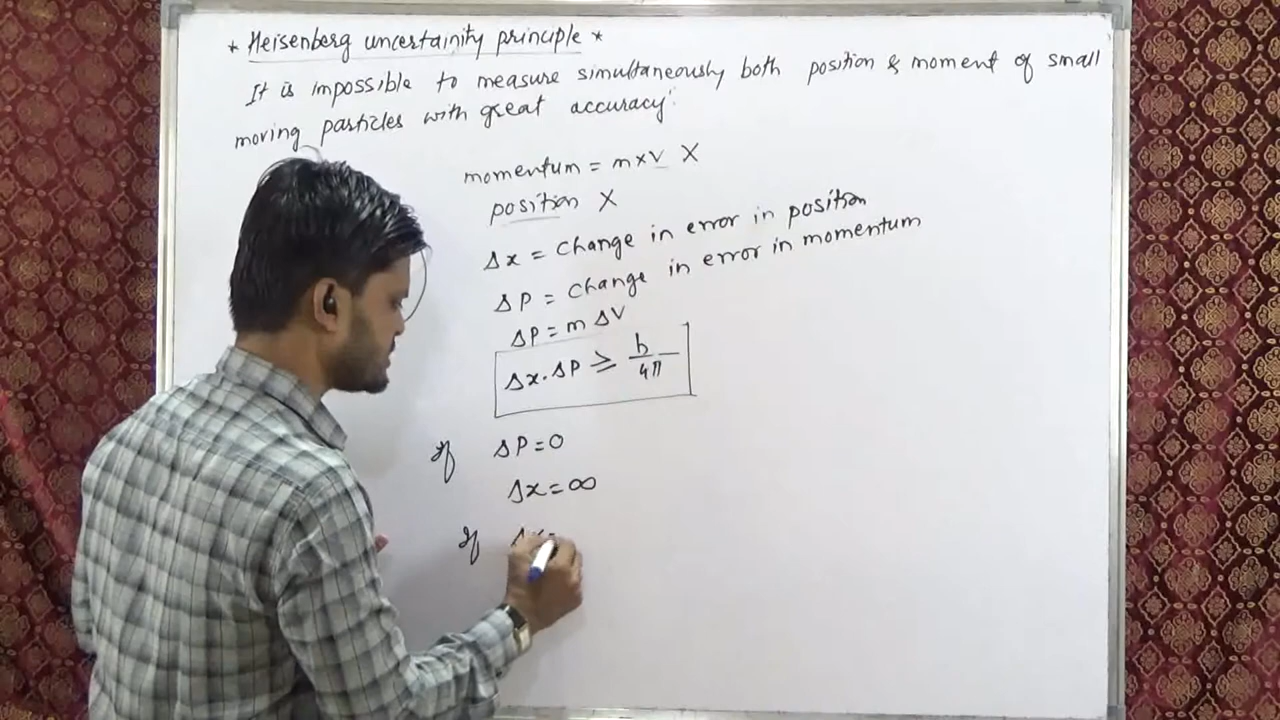 * Heisenberg uncertainity principle *
It is impossible to measure simultaneously both position & moment of small
moving particles with great accuracy.
momentum = m×v X
position X
Δx = change in error in position
ΔP = change in error in momentum
ΔP = m ΔV
Δx.ΔP ≥ h/4π
If ΔP=0
Δx=∞
If